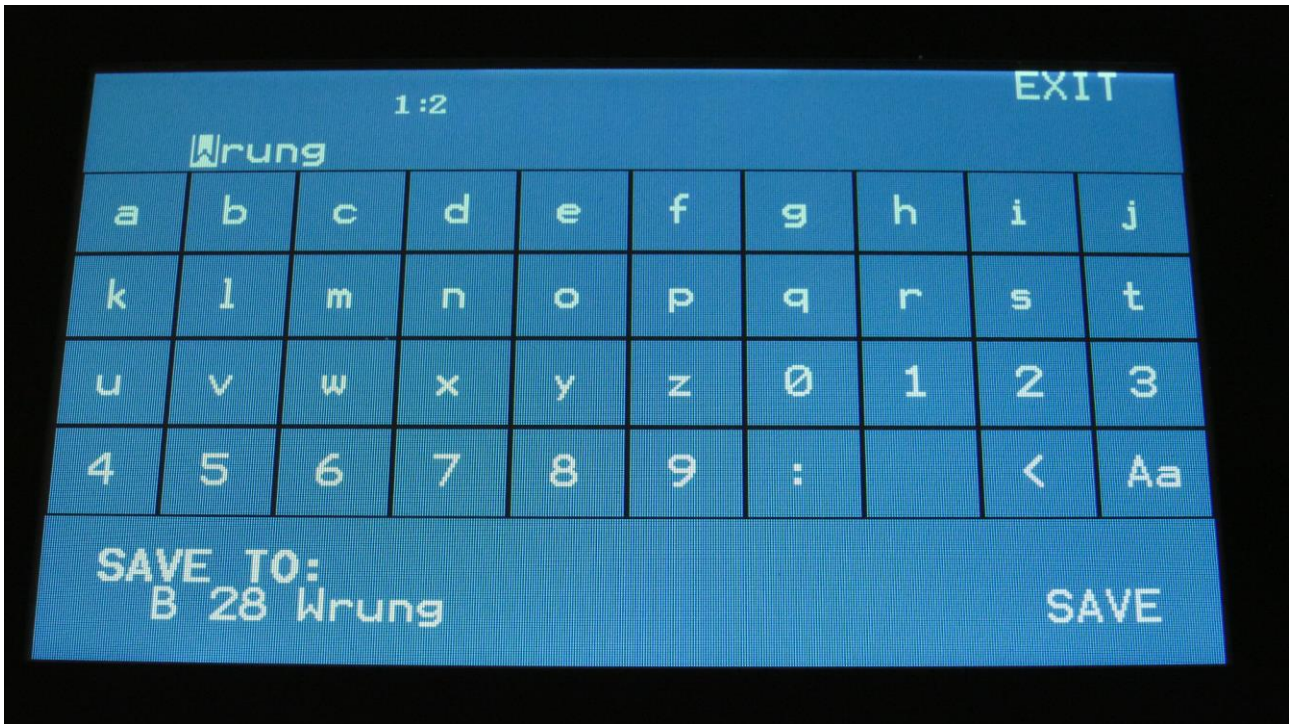 EXIT
1:2
Wrung
a b c d e f g h i j
k l m n o p q r s t
u v w x y z 0 1 2 3
4 5 6 7 8 9 : < Aa
SAVE TO:
B 28 Wrung
SAVE